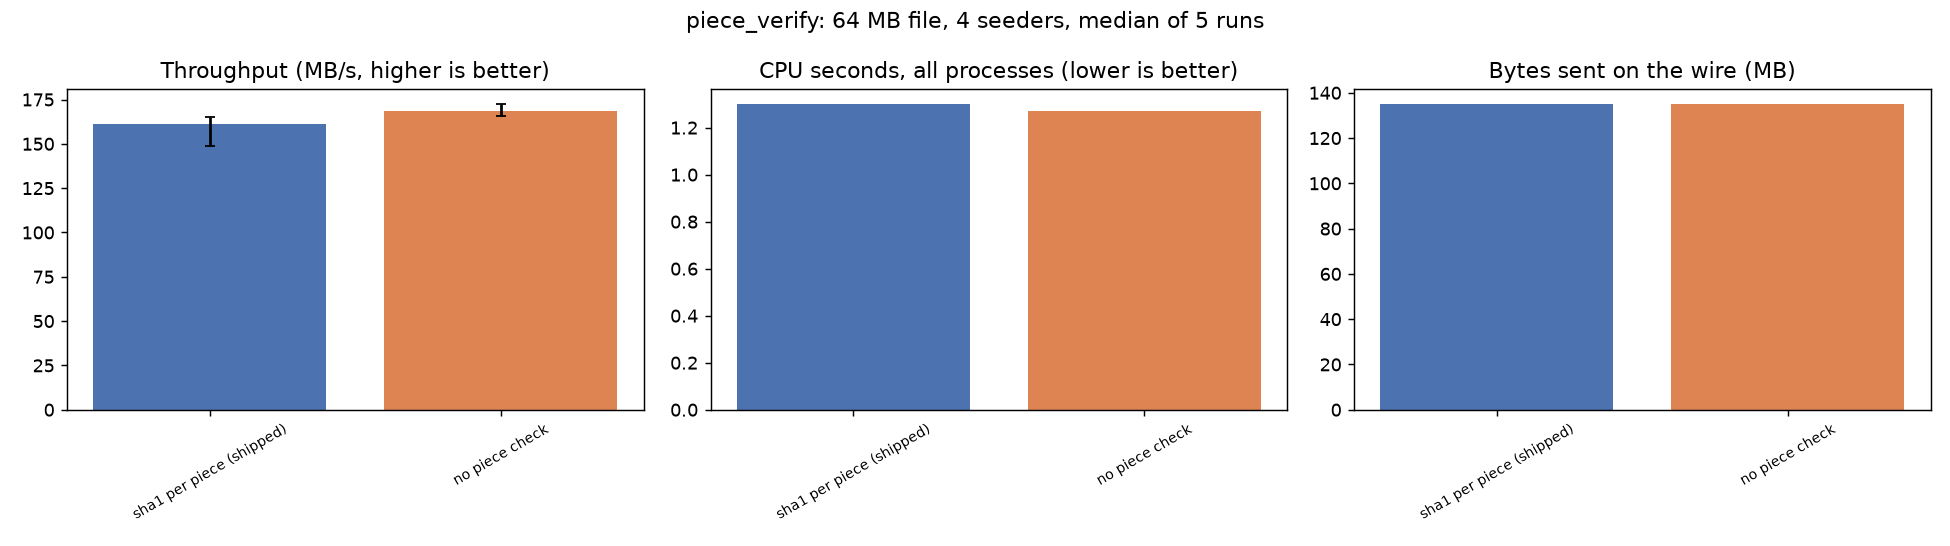 piece_verify: 64 MB file, 4 seeders, median of 5 runs
Throughput (MB/s, higher is better)
175
150
125
100
75
50
25
0
sha1 per piece (shipped)
no piece check
CPU seconds, all processes (lower is better)
1.2
1.0
0.8
0.6
0.4
0.2
0.0
sha1 per piece (shipped)
no piece check
Bytes sent on the wire (MB)
140
120
100
80
60
40
20
0
sha1 per piece (shipped)
no piece check